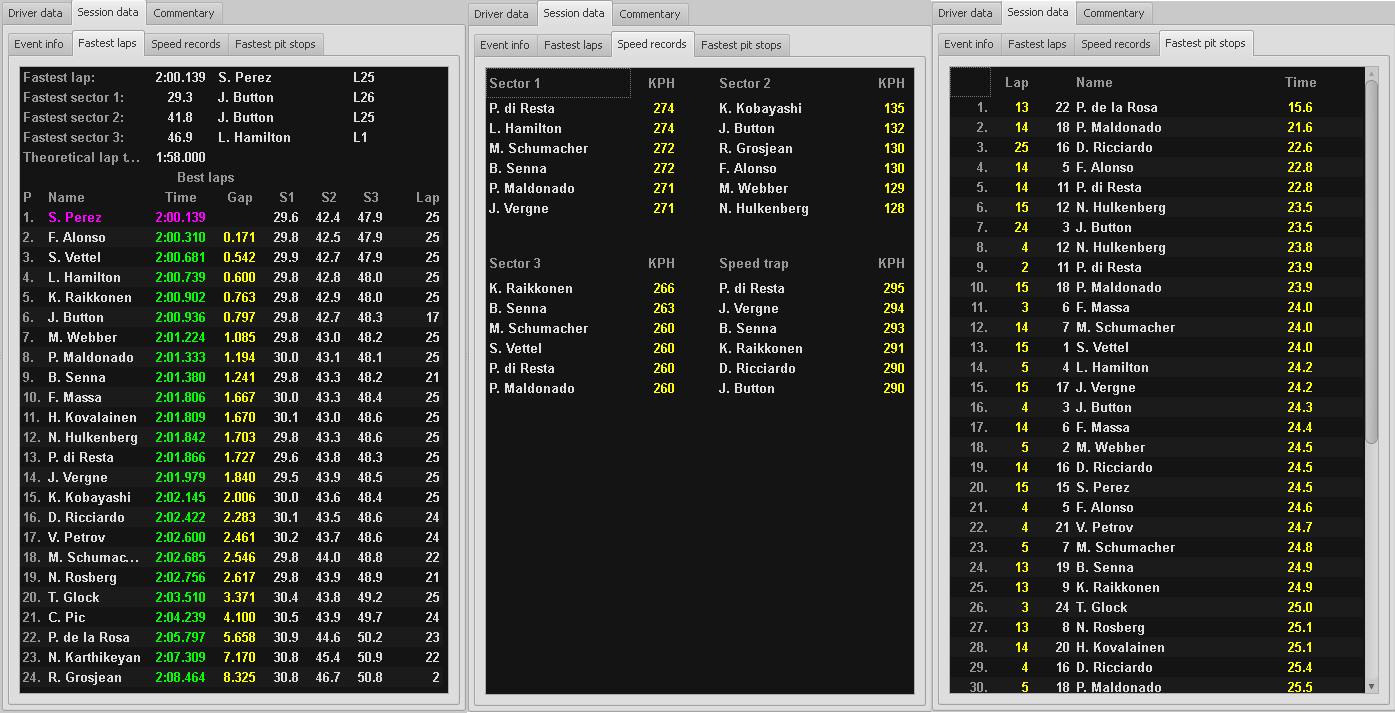 Driver data Session data Commentary
Event info Fastest laps Speed records Fastest pit stops
Fastest lap: 2:00.139 S. Perez L25
Fastest sector 1: 29.3 J. Button L26
Fastest sector 2: 41.8 J. Button L25
Fastest sector 3: 46.9 L. Hamilton L1
Theoretical lap t... 1:58.000
Best laps
P Name Time Gap S1 S2 S3 Lap
1. S. Perez 2:00.139 29.6 42.4 47.9 25
2. F. Alonso 2:00.310 0.171 29.8 42.5 47.9 25
3. S. Vettel 2:00.681 0.542 29.9 42.7 47.9 25
4. L. Hamilton 2:00.739 0.600 29.8 42.8 48.0 25
5. K. Raikkonen 2:00.902 0.763 29.8 42.9 48.0 25
6. J. Button 2:00.936 0.797 29.8 42.7 48.3 17
7. M. Webber 2:01.224 1.085 29.8 43.0 48.2 25
8. P. Maldonado 2:01.333 1.194 30.0 43.1 48.1 25
9. B. Senna 2:01.380 1.241 29.8 43.3 48.2 21
10. F. Massa 2:01.806 1.667 30.0 43.3 48.4 25
11. H. Kovalainen 2:01.809 1.670 30.1 43.0 48.6 25
12. N. Hulkenberg 2:01.842 1.703 29.8 43.3 48.6 25
13. P. di Resta 2:01.866 1.727 29.6 43.8 48.3 25
14. J. Vergne 2:01.979 1.840 29.5 43.9 48.5 25
15. K. Kobayashi 2:02.145 2.006 30.0 43.6 48.4 25
16. D. Ricciardo 2:02.422 2.283 30.1 43.5 48.6 24
17. V. Petrov 2:02.600 2.461 30.2 43.7 48.6 24
18. M. Schumac... 2:02.685 2.546 29.8 44.0 48.8 22
19. N. Rosberg 2:02.756 2.617 29.8 43.9 48.9 21
20. T. Glock 2:03.510 3.371 30.4 43.8 49.2 25
21. C. Pic 2:04.239 4.100 30.5 43.9 49.7 24
22. P. de la Rosa 2:05.797 5.658 30.9 44.6 50.2 23
23. N. Karthikeyan 2:07.309 7.170 30.8 45.4 50.9 22
24. R. Grosjean 2:08.464 8.325 30.8 46.7 50.8 2
Driver data Session data Commentary
Event info Fastest laps Speed records Fastest pit stops
Sector 1 KPH Sector 2 KPH
P. di Resta 274 K. Kobayashi 135
L. Hamilton 274 J. Button 132
M. Schumacher 272 R. Grosjean 130
B. Senna 272 F. Alonso 130
P. Maldonado 271 M. Webber 129
J. Vergne 271 N. Hulkenberg 128
Sector 3 KPH Speed trap KPH
K. Raikkonen 266 P. di Resta 295
B. Senna 263 J. Vergne 294
M. Schumacher 260 B. Senna 293
S. Vettel 260 K. Raikkonen 291
P. di Resta 260 D. Ricciardo 290
P. Maldonado 260 J. Button 290
Driver data Session data Commentary
Event info Fastest laps Speed records Fastest pit stops
Lap Name Time
1. 13 22 P. de la Rosa 15.6
2. 14 18 P. Maldonado 21.6
3. 25 16 D. Ricciardo 22.6
4. 14 5 F. Alonso 22.8
5. 14 11 P. di Resta 22.8
6. 15 12 N. Hulkenberg 23.5
7. 24 3 J. Button 23.5
8. 4 12 N. Hulkenberg 23.8
9. 2 11 P. di Resta 23.9
10. 15 18 P. Maldonado 23.9
11. 3 6 F. Massa 24.0
12. 14 7 M. Schumacher 24.0
13. 15 1 S. Vettel 24.0
14. 5 4 L. Hamilton 24.2
15. 15 17 J. Vergne 24.2
16. 4 3 J. Button 24.3
17. 14 6 F. Massa 24.4
18. 5 2 M. Webber 24.5
19. 14 16 D. Ricciardo 24.5
20. 15 15 S. Perez 24.5
21. 4 5 F. Alonso 24.6
22. 4 21 V. Petrov 24.7
23. 5 7 M. Schumacher 24.8
24. 13 19 B. Senna 24.9
25. 13 9 K. Raikkonen 24.9
26. 3 24 T. Glock 25.0
27. 13 8 N. Rosberg 25.1
28. 14 20 H. Kovalainen 25.1
29. 4 16 D. Ricciardo 25.4
30. 5 18 P. Maldonado 25.5